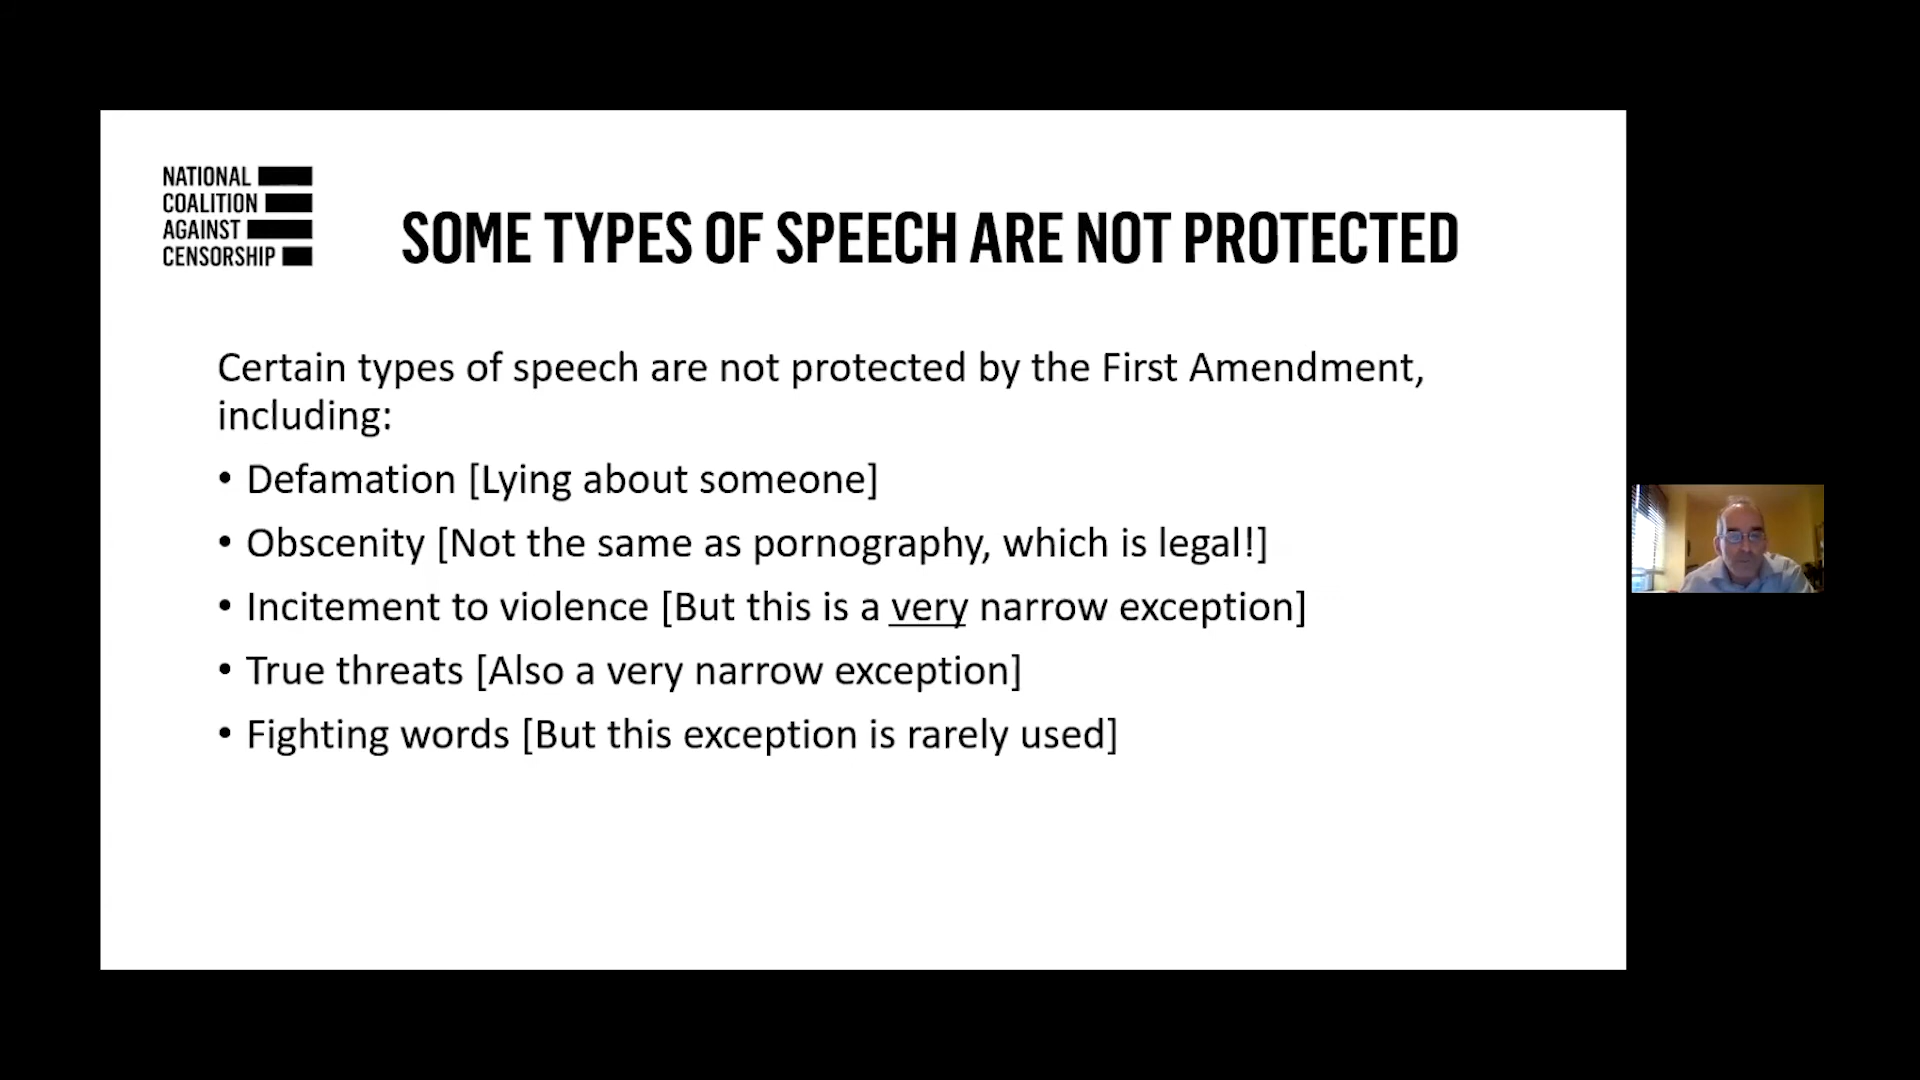 NATIONAL
COALITION
AGAINST
CENSORSHIP
SOME TYPES OF SPEECH ARE NOT PROTECTED
Certain types of speech are not protected by the First Amendment,
including:
• Defamation [Lying about someone]
• Obscenity [Not the same as pornography, which is legal!]
• Incitement to violence [But this is a very narrow exception]
• True threats [Also a very narrow exception]
• Fighting words [But this exception is rarely used]